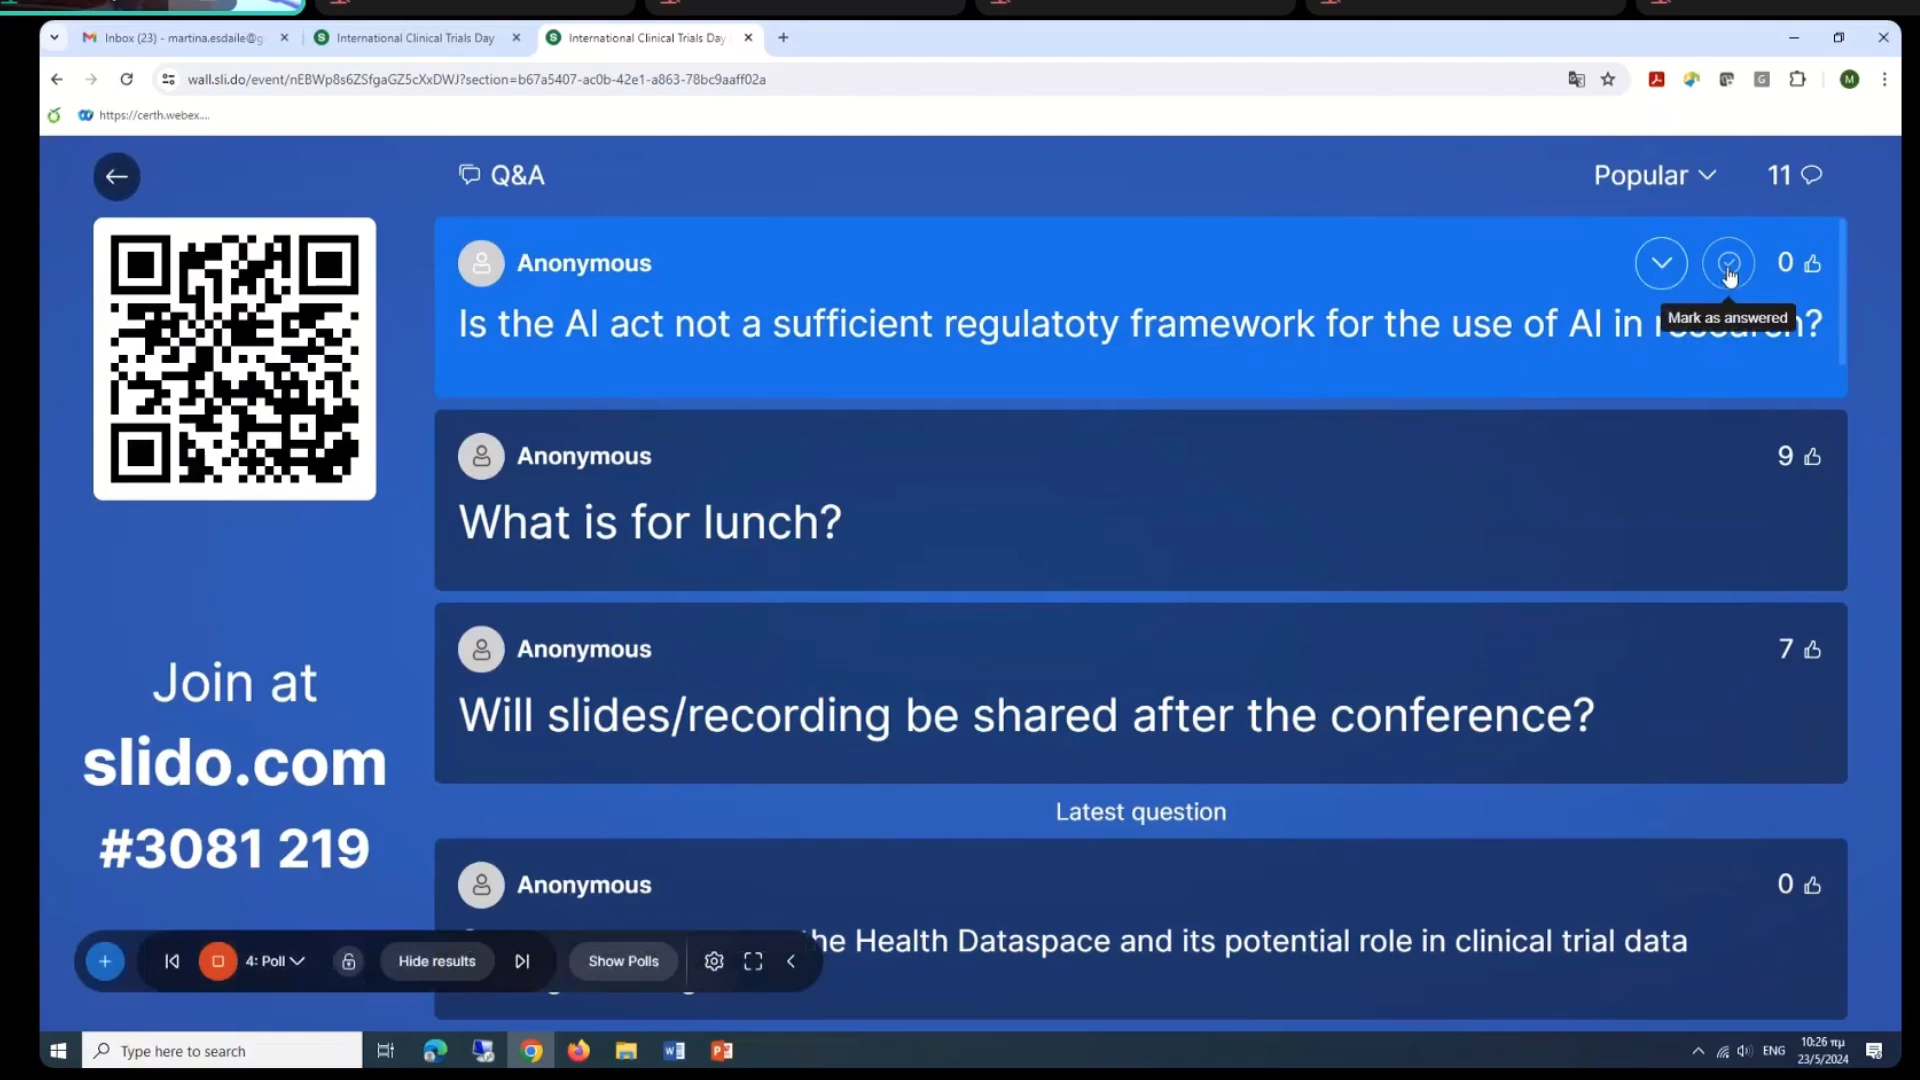 Inbox (23) - martina.esdaile@g
International Clinical Trials Day
International Clinical Trials Day
wall.sli.do/event/nEBWp8s6ZSfgaGZ5cXxDWJ?section=b67a5407-ac0b-42e1-a863-78bc9aaff02a
M
https://certh.webex....
Q&A
Popular
11
Anonymous
0
Is the AI act not a sufficient regulatoty framework for the use of AI in
?
Mark as answered
Anonymous
9
What is for lunch?
Anonymous
7
Will slides/recording be shared after the conference?
Join at
slido.com
#3081 219
Latest question
Anonymous
0
the Health Dataspace and its potential role in clinical trial data
4: Poll
Hide results
Show Polls
Type here to search
ENG
10:26 πμ
23/5/2024